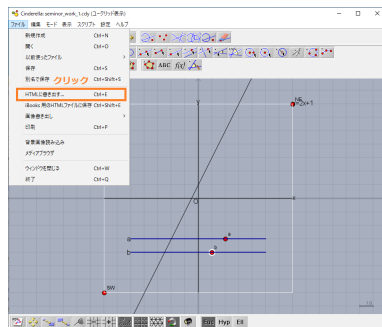 Cinderella: seminor_work_1.cdy (ユークリッド表示)
ファイル 編集 モード 表示 スクリプト 設定 ヘルプ
新規作成 Ctrl+N
開く Ctrl+O
以前使ったファイル
保存 Ctrl+S
別名で保存 クリック Ctrl+Shift+S
HTMLに書き出す... Ctrl+E
iBooks 用のHTMLファイルに保存 Ctrl+Shift+E
画像書きだし
印刷 Ctrl+P
背景画像読み込み
メディアブラウザ
ウィンドウを閉じる Ctrl+W
終了 Ctrl+Q
ABC f(x)
y
NE
=2x+1
O
x
a
a
b
SW
Euc Hyp Ell